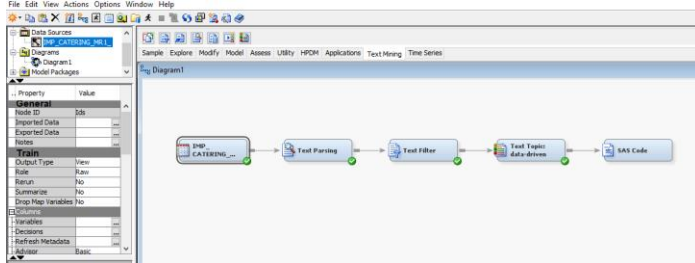 File Edit View Actions Options Window Help
Data Sources
IMP_CATERING_MR1_
Diagrams
Diagram1
Model Packages
Sample Explore Modify Model Assess Utility HPDM Applications Text Mining Time Series
Diagram1
.. Property Value
General
Node ID Ids
Imported Data ...
Exported Data ...
Notes ...
Train
Output Type View
Role Raw
Rerun No
Summarize No
Drop Map Variables No
Columns
Variables ...
Decisions ...
Refresh Metadata ...
Advisor Basic
IMP_
CATERING_...
Text Parsing
Text Filter
Text Topic:
data-driven
SAS Code